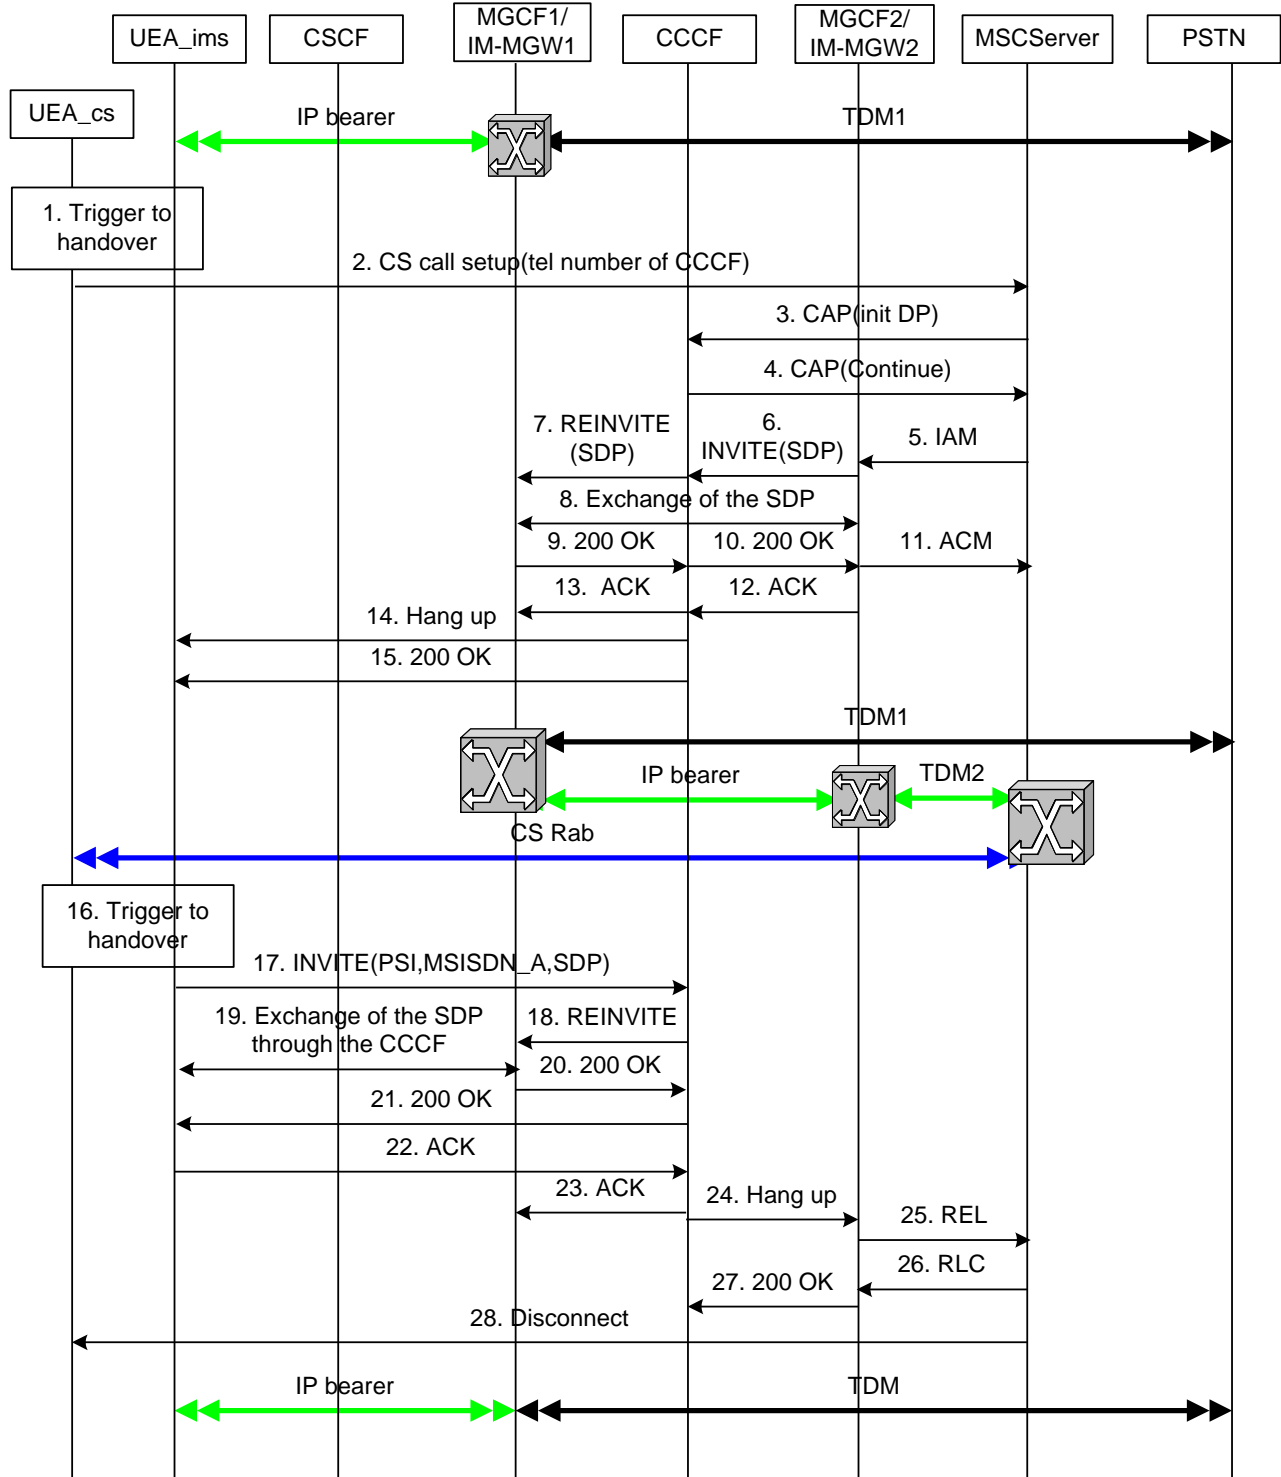 UEA_ims
CSCF
MGCF1/
IM-MGW1
CCCF
MGCF2/
IM-MGW2
MSCServer
PSTN
UEA_cs
IP bearer
TDM1
1. Trigger to
handover
2. CS call setup(tel number of CCCF)
3. CAP(init DP)
4. CAP(Continue)
7. REINVITE
(SDP)
6.
INVITE(SDP)
5. IAM
8. Exchange of the SDP
9. 200 OK
10. 200 OK
11. ACM
13.  ACK
12. ACK
14. Hang up
15. 200 OK
TDM1
IP bearer
TDM2
CS Rab
16. Trigger to
handover
17. INVITE(PSI,MSISDN_A,SDP)
19. Exchange of the SDP
through the CCCF
18. REINVITE
20. 200 OK
21. 200 OK
22. ACK
23. ACK
24. Hang up
25. REL
26. RLC
27. 200 OK
28. Disconnect
IP bearer
TDM